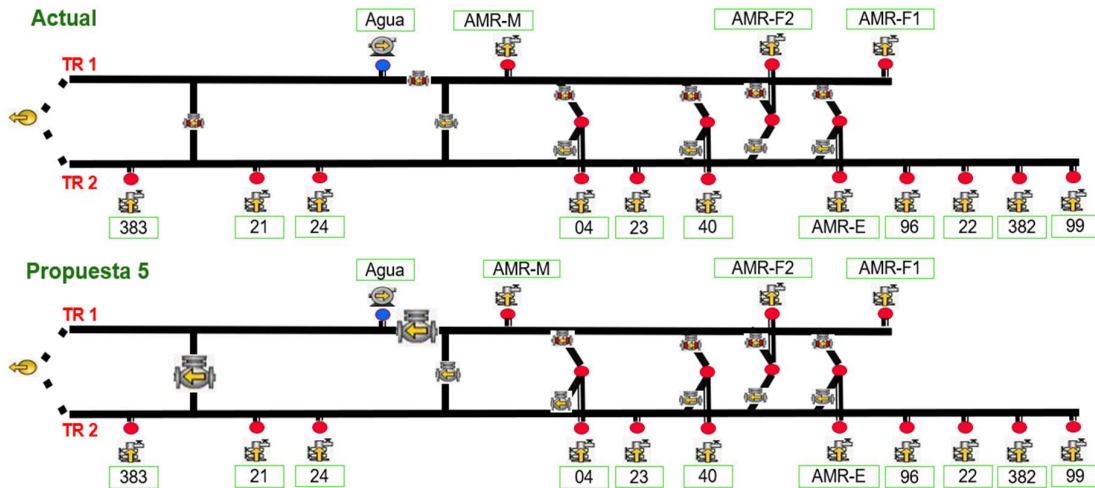 Actual
Agua
AMR-M
AMR-F2
AMR-F1
TR 1
TR 2
383
21
24
04
23
40
AMR-E
96
22
382
99
Propuesta 5
Agua
AMR-M
AMR-F2
AMR-F1
TR 1
TR 2
383
21
24
04
23
40
AMR-E
96
22
382
99